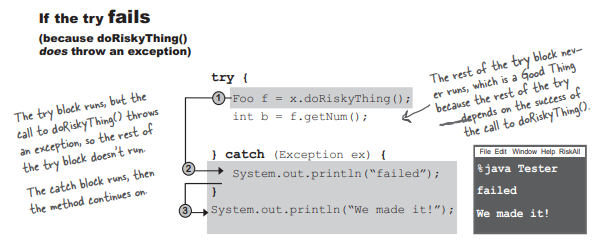 If the try fails
(because doRiskyThing()
does throw an exception)
The try block runs, but the
call to doRiskyThing() throws
an exception, so the rest of
the try block doesn't run.
The catch block runs, then
the method continues on.
try {
1
Foo f = x.doRiskyThing();
int b = f.getNum();
2
} catch (Exception ex) {
System.out.println("failed");
}
3
System.out.println("We made it!");
The rest of the try block nev-
er runs, which is a Good Thing
because the rest of the try
depends on the success of
the call to doRiskyThing().
File Edit Window Help RiskAll
%java Tester
failed
We made it!